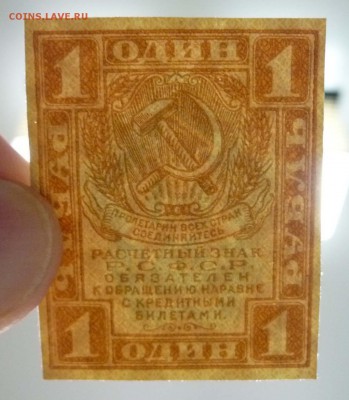 COINS.LAVE.RU
1 ОДИН 1
РУБЛЬ
РУБЛЬ
ПРОЛЕТАРИИ ВСЕХ СТРАН
СОЕДИНЯЙТЕСЬ
РАСЧЕТНЫЙ ЗНАК
Р.С.Ф.С.Р.
ОБЯЗАТЕЛЕН
К ОБРАЩЕНИЮ НАРАВНЕ
С КРЕДИТНЫМИ
БИЛЕТАМИ.
1 ОДИН 1